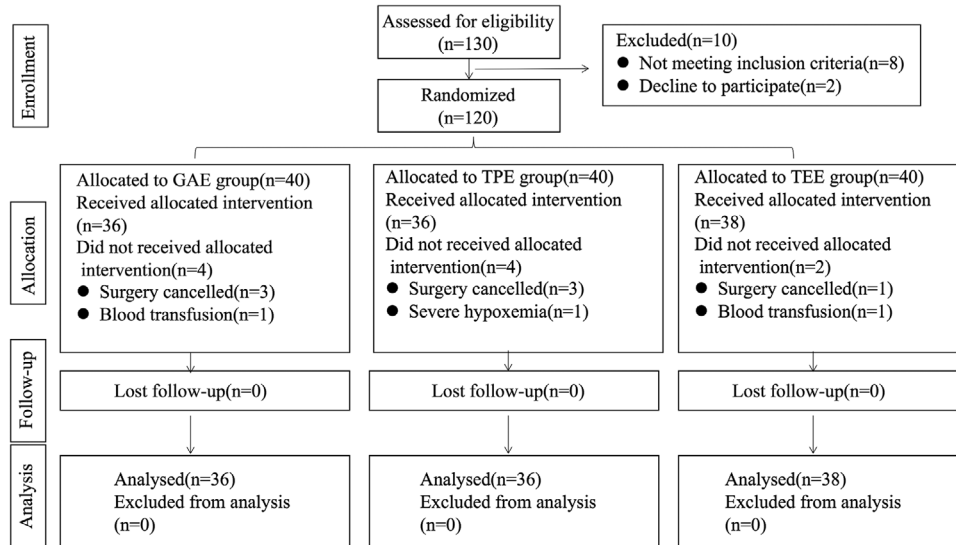 Enrollment
Assessed for eligibility
(n=130)
Excluded(n=10)
● Not meeting inclusion criteria(n=8)
● Decline to participate(n=2)
Randomized
(n=120)
Allocation
Allocated to GAE group(n=40)
Received allocated intervention
(n=36)
Did not received allocated
intervention(n=4)
● Surgery cancelled(n=3)
● Blood transfusion(n=1)
Allocated to TPE group(n=40)
Received allocated intervention
(n=36)
Did not received allocated
intervention(n=4)
● Surgery cancelled(n=3)
● Severe hypoxemia(n=1)
Allocated to TEE group(n=40)
Received allocated intervention
(n=38)
Did not received allocated
intervention(n=2)
● Surgery cancelled(n=1)
● Blood transfusion(n=1)
Follow-up
Lost follow-up(n=0)
Lost follow-up(n=0)
Lost follow-up(n=0)
Analysis
Analysed(n=36)
Excluded from analysis
(n=0)
Analysed(n=36)
Excluded from analysis
(n=0)
Analysed(n=38)
Excluded from analysis
(n=0)